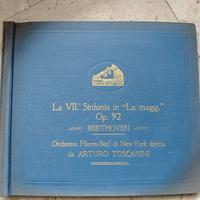 La VII.ª Sinfonia in "La magg."
Op. 92
BEETHOVEN
Orchestra Filarm-Sinf. di New York diretta
da ARTURO TOSCANINI